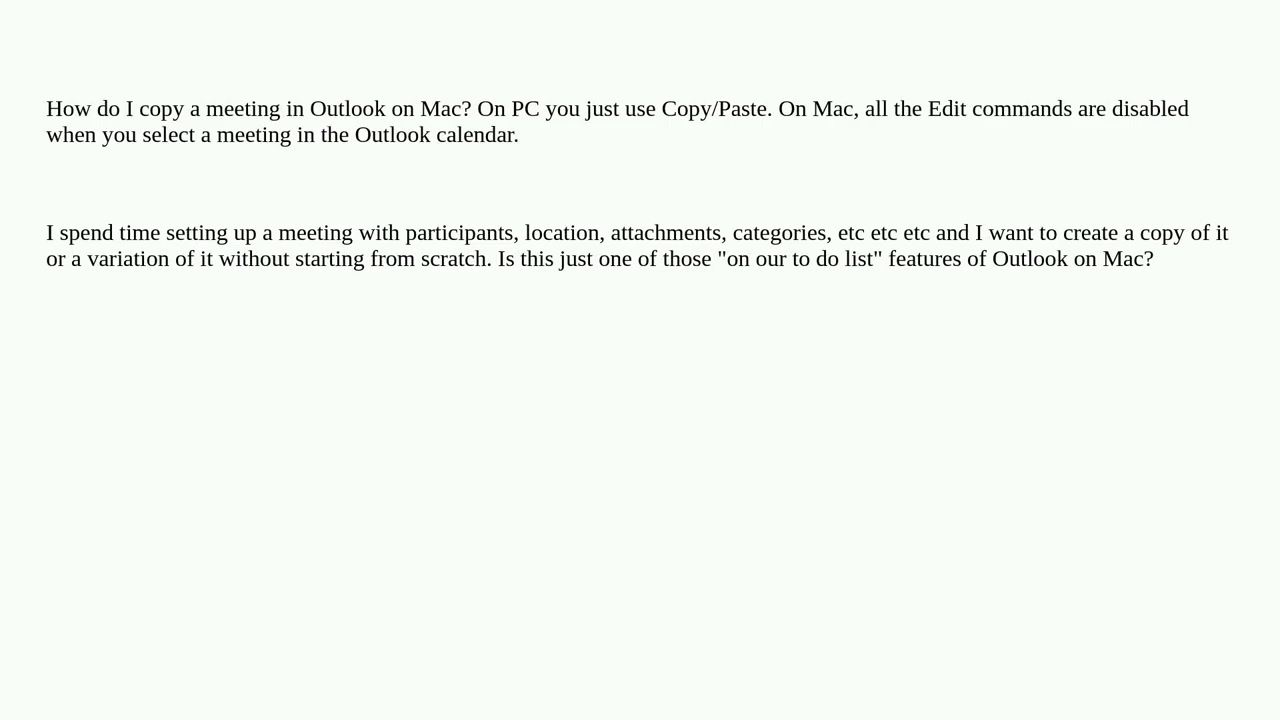 How do I copy a meeting in Outlook on Mac? On PC you just use Copy/Paste. On Mac, all the Edit commands are disabled
when you select a meeting in the Outlook calendar.
I spend time setting up a meeting with participants, location, attachments, categories, etc etc etc and I want to create a copy of it
or a variation of it without starting from scratch. Is this just one of those "on our to do list" features of Outlook on Mac?